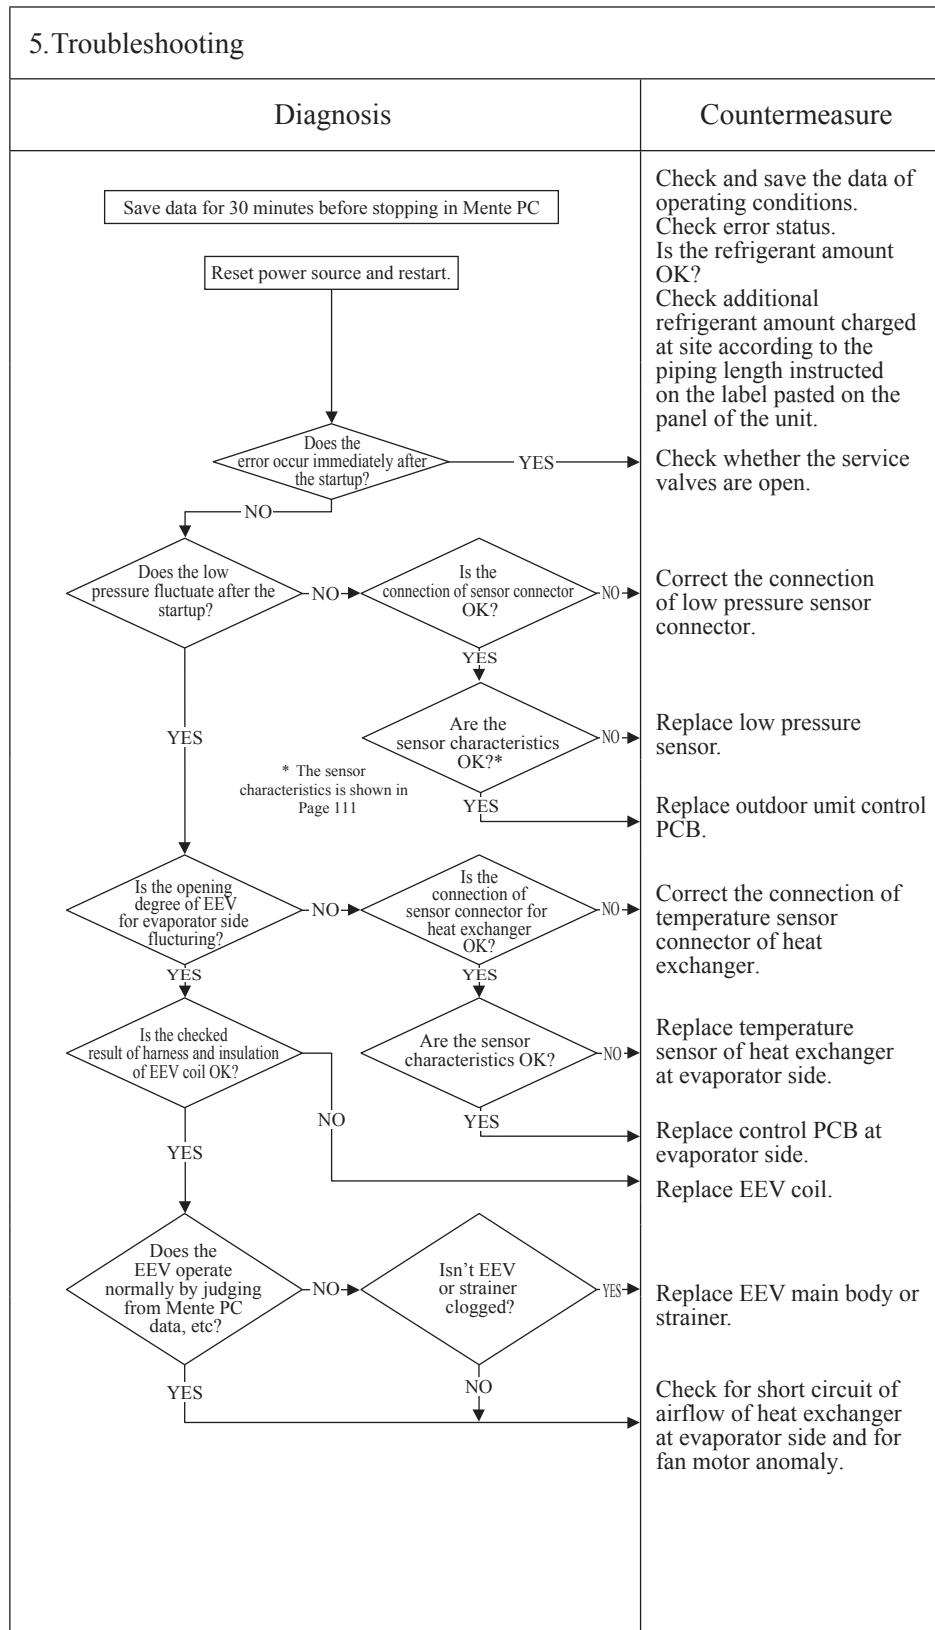 5.Troubleshooting
Diagnosis
Countermeasure
Save data for 30 minutes before stopping in Mente PC
Reset power source and restart.
Check and save the data of
operating conditions.
Check error status.
Is the refrigerant amount
OK?
Check additional
refrigerant amount charged
at site according to the
piping length instructed
on the label pasted on the
panel of the unit.
Does the
error occur immediately after
the startup?
YES
Check whether the service
valves are open.
NO
Does the low
pressure fluctuate after the
startup?
NO
Is the
connection of sensor connector
OK?
NO
Correct the connection
of low pressure sensor
connector.
YES
YES
Are the
sensor characteristics
OK?*
NO
Replace low pressure
sensor.
* The sensor
characteristics is shown in
Page 111
YES
Replace outdoor umit control
PCB.
Is the opening
degree of EEV
for evaporator side
flucturing?
NO
Is the
connection of
sensor connector for
heat exchanger
OK?
NO
Correct the connection of
temperature sensor
connector of heat
exchanger.
YES
YES
Is the checked
result of harness and insulation
of EEV coil OK?
Are the sensor
characteristics OK?
NO
Replace temperature
sensor of heat exchanger
at evaporator side.
NO
YES
Replace control PCB at
evaporator side.
YES
Replace EEV coil.
Does the
EEV operate
normally by judging
from Mente PC
data, etc?
NO
Isn't EEV
or strainer
clogged?
YES
Replace EEV main body or
strainer.
YES
NO
Check for short circuit of
airflow of heat exchanger
at evaporator side and for
fan motor anomaly.